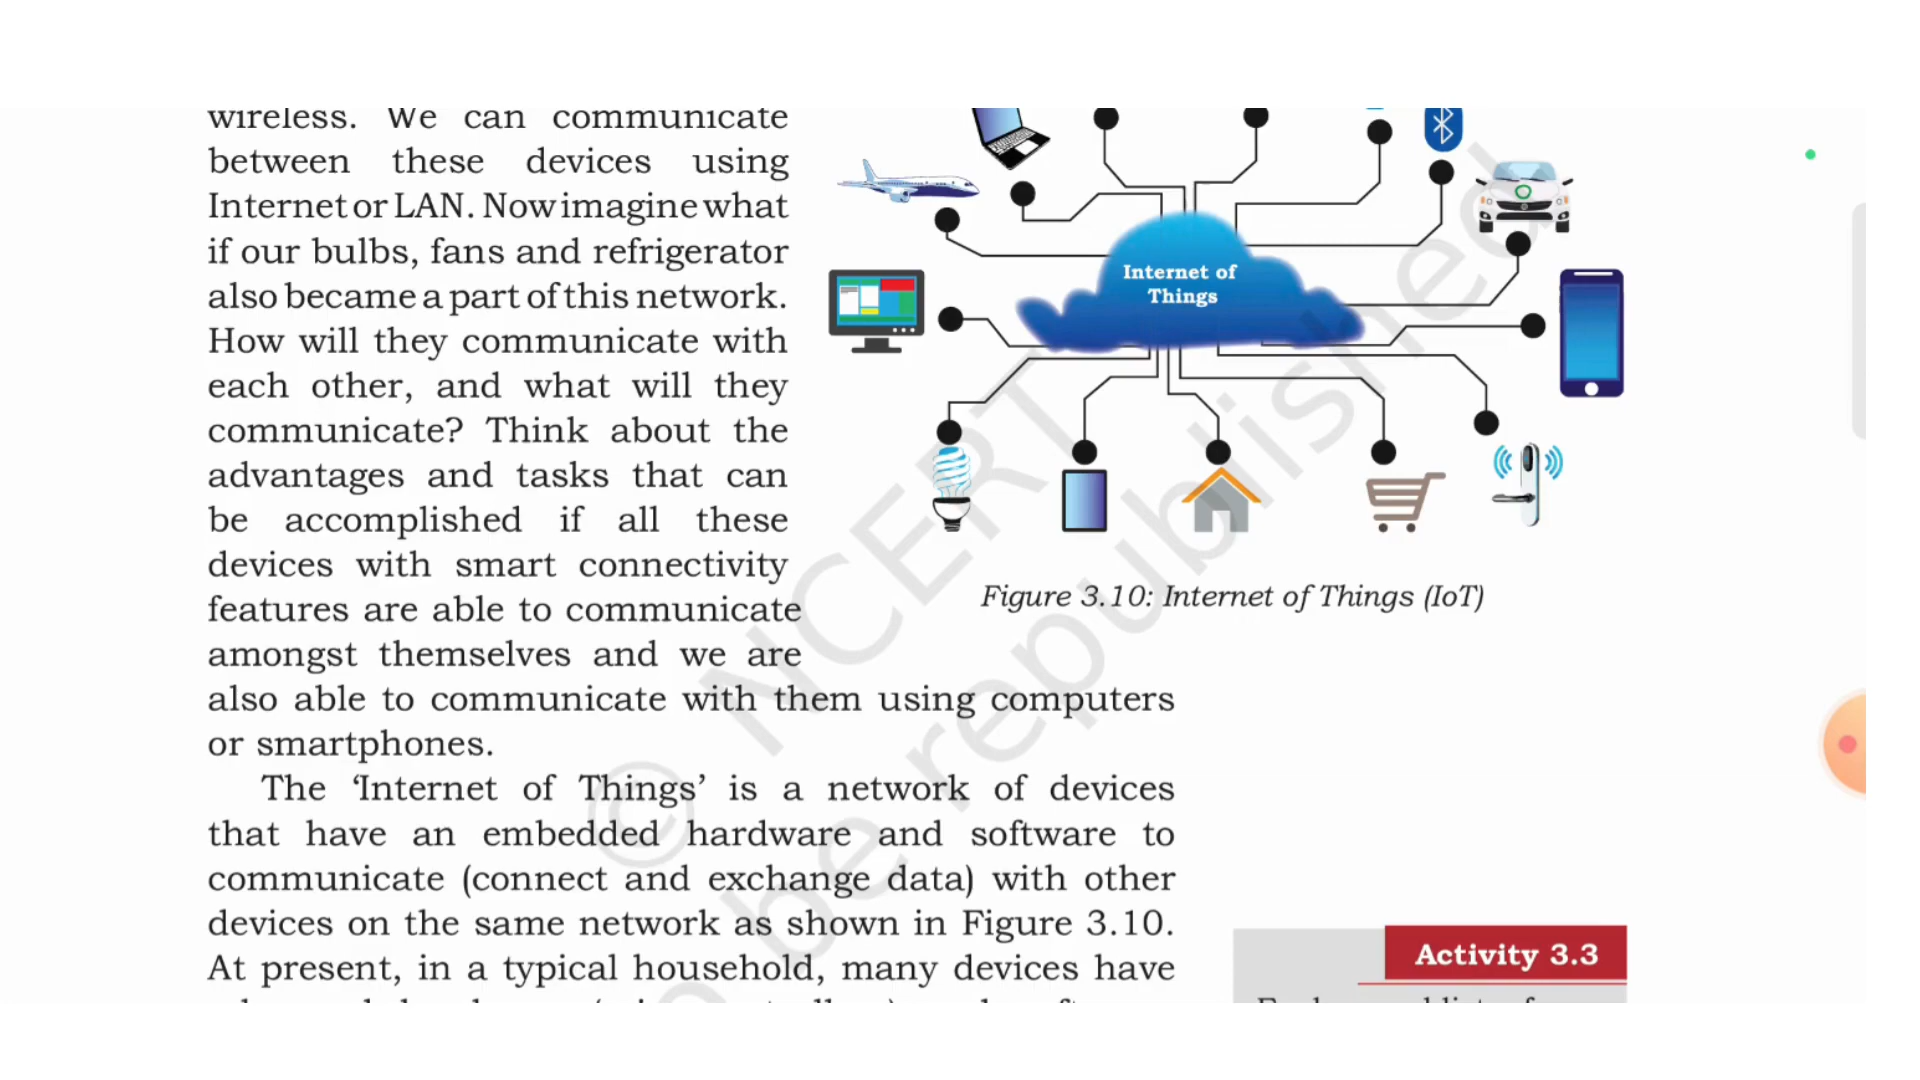 wireless. We can communicate
between these devices using
Internet or LAN. Now imagine what
if our bulbs, fans and refrigerator
also became a part of this network.
How will they communicate with
each other, and what will they
communicate? Think about the
advantages and tasks that can
be accomplished if all these
devices with smart connectivity
features are able to communicate
amongst themselves and we are
also able to communicate with them using computers
or smartphones.
The ‘Internet of Things’ is a network of devices
that have an embedded hardware and software to
communicate (connect and exchange data) with other
devices on the same network as shown in Figure 3.10.
At present, in a typical household, many devices have
Internet of
Things
Figure 3.10: Internet of Things (IoT)
Activity 3.3
© NCERT
be republished